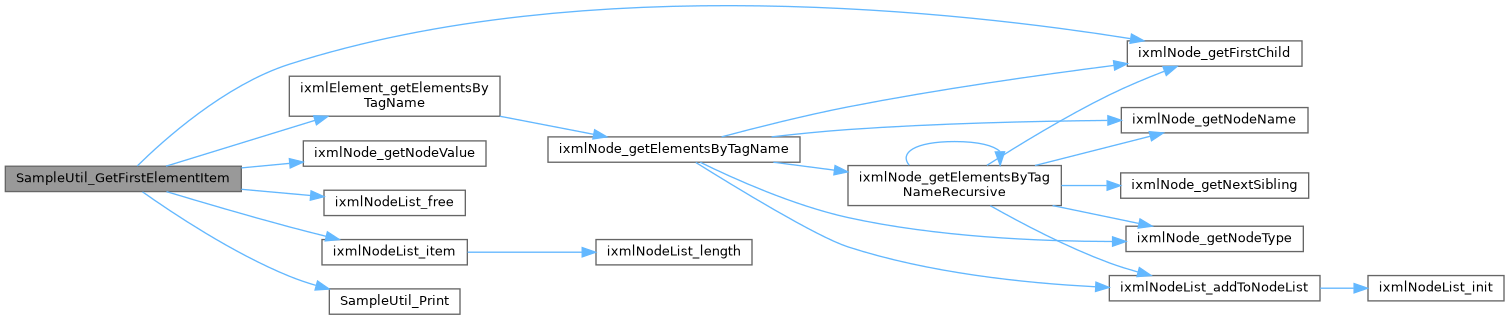 SampleUtil_GetFirstElementItem
ixmlElement_getElementsBy
TagName
ixmlNode_getNodeValue
ixmlNodeList_free
ixmlNodeList_item
SampleUtil_Print
ixmlNode_getElementsByTagName
ixmlNodeList_length
ixmlNode_getElementsByTag
NameRecursive
ixmlNode_getFirstChild
ixmlNode_getNodeName
ixmlNode_getNextSibling
ixmlNode_getNodeType
ixmlNodeList_addToNodeList
ixmlNodeList_init